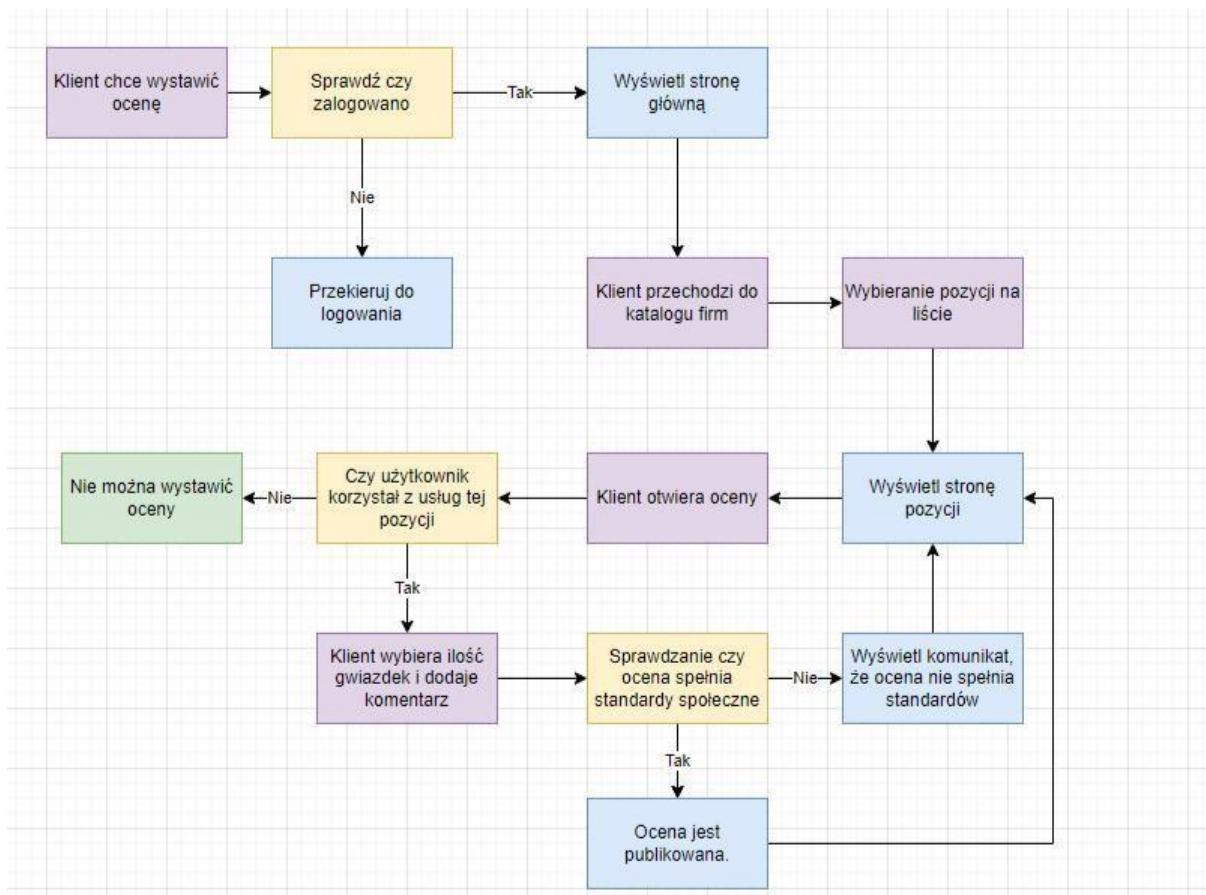 Klient chce wystawić
ocenę
Sprawdź czy
zalogowano
Tak
Wyświetl stronę
główną
Nie
Przekieruj do
logowania
Klient przechodzi do
katalogu firm
Wybieranie pozycji na
liście
Nie można wystawić
oceny
Nie
Czy użytkownik
korzystał z usług tej
pozycji
Klient otwiera oceny
Wyświetl stronę
pozycji
Tak
Klient wybiera ilość
gwiazdek i dodaje
komentarz
Sprawdzanie czy
ocena spełnia
standardy społeczne
Nie
Wyświetl komunikat,
że ocena nie spełnia
standardów
Tak
Ocena jest
publikowana.